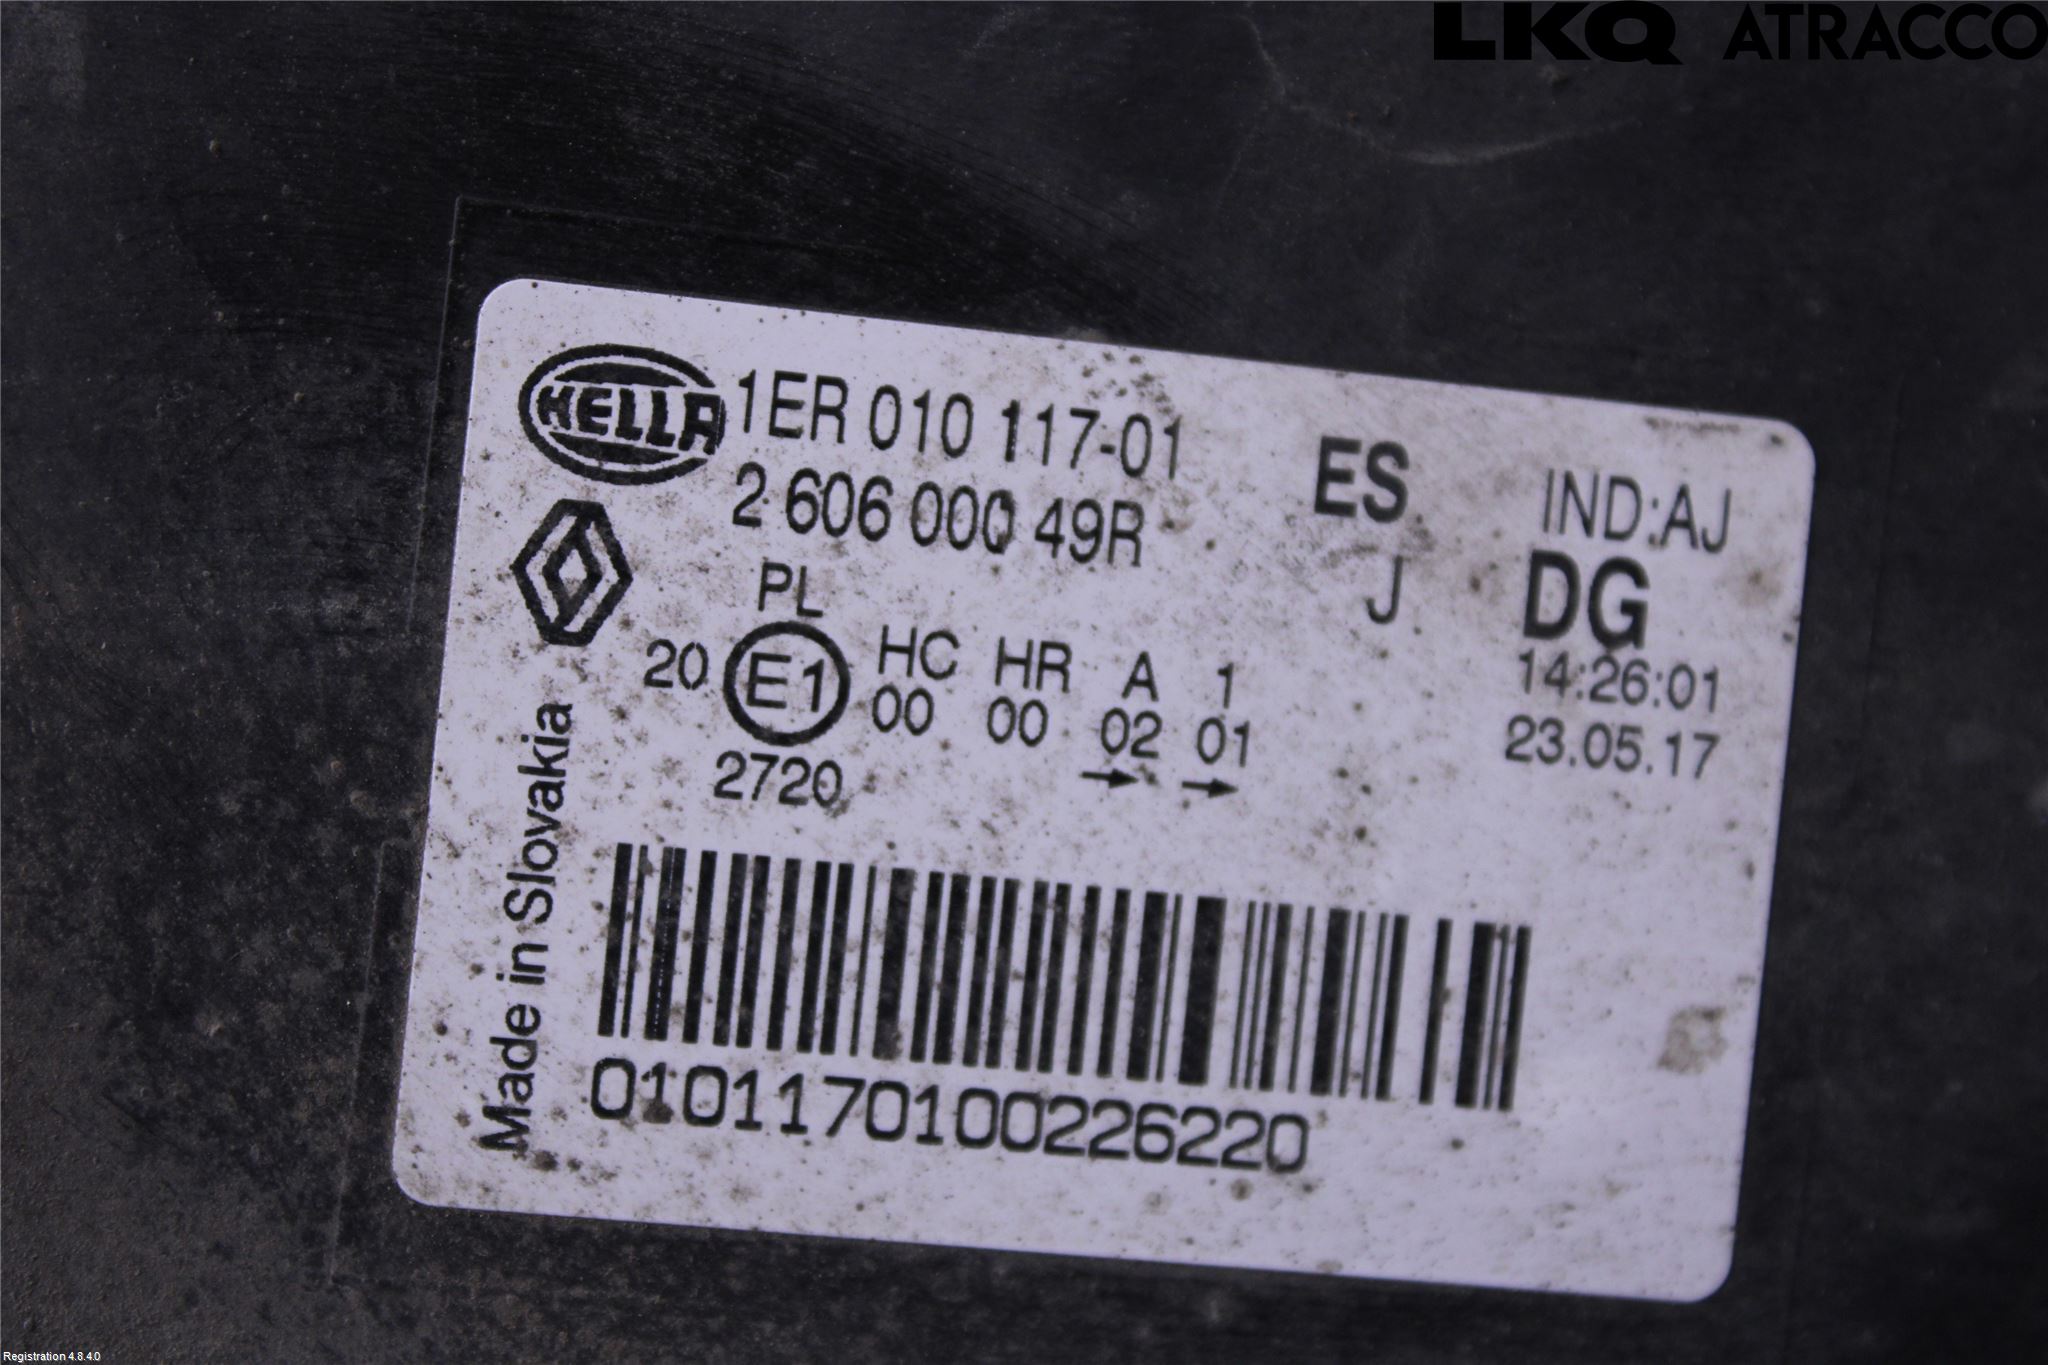 LKQ ATRACCO
HELLA 1ER 010 117-01 ES IND:AJ
2 606 000 49R J DG
PL
20 E1 HC HR A 1 14:26:01
00 00 02 01 23.05.17
2720 → →
Made in Slovakia
010117010022622​0
Registration 4.8.4.0